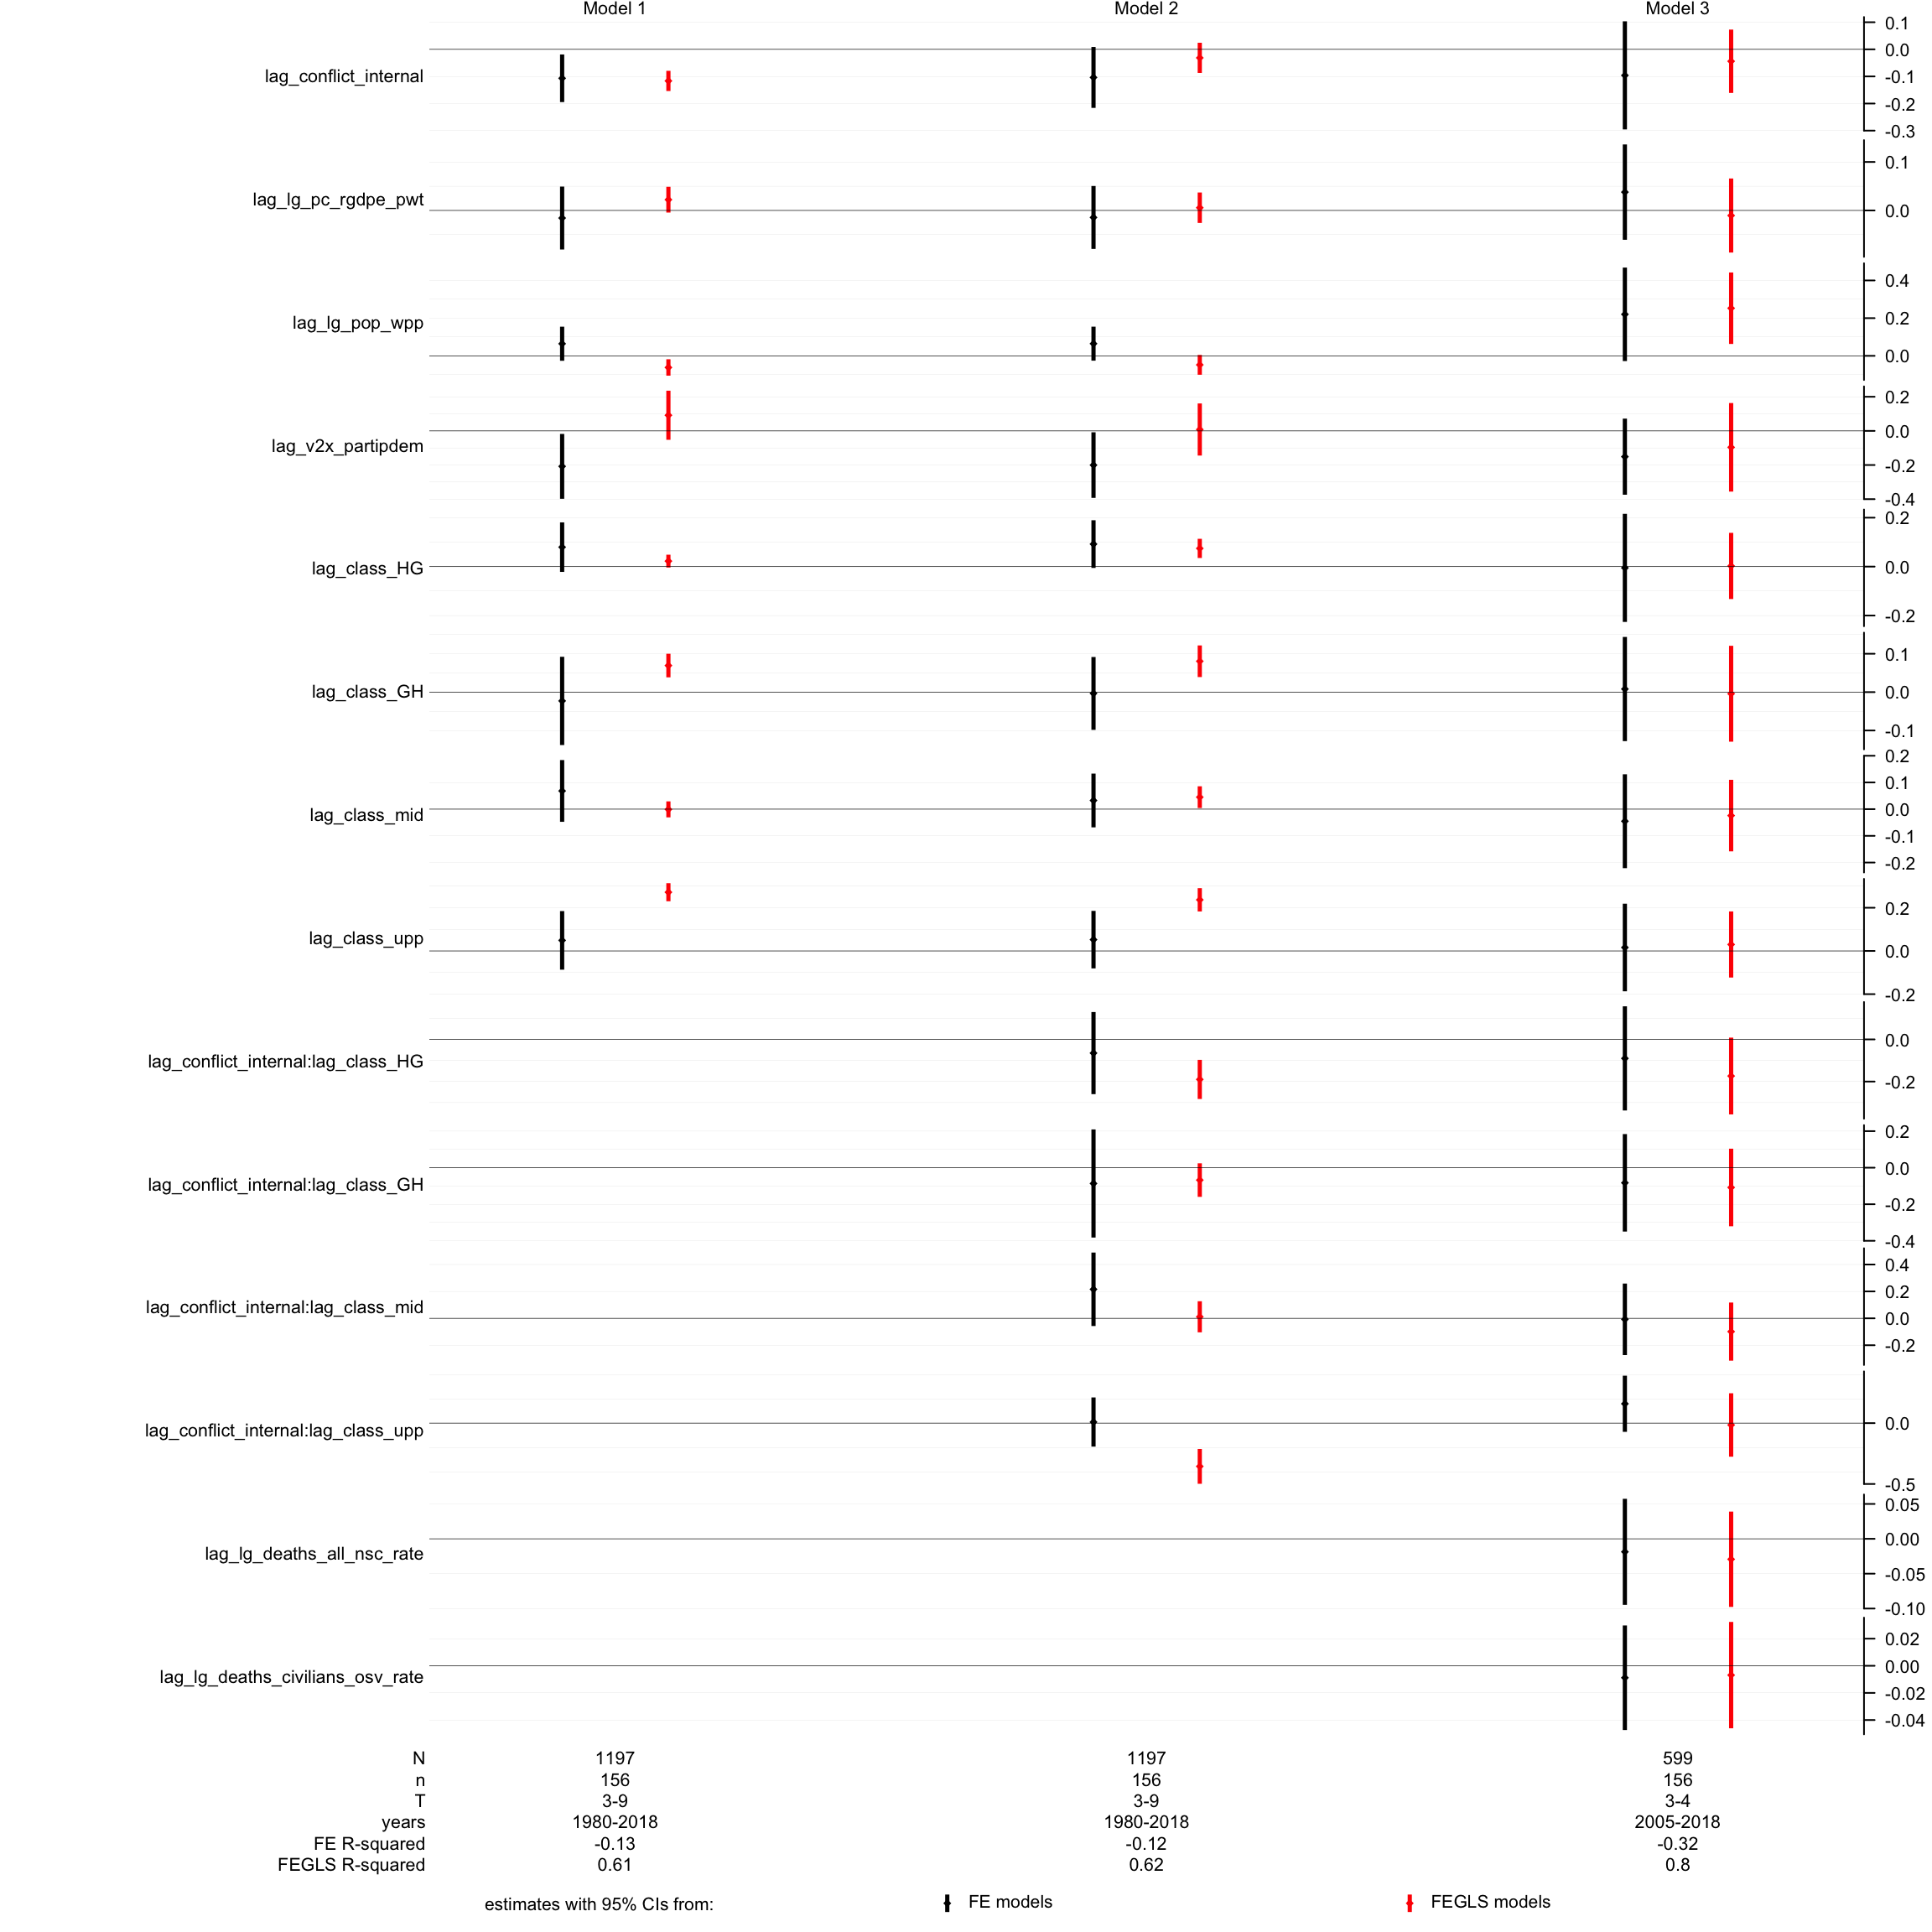 Model 1 Model 2 Model 3
lag_conflict_internal
0.1
0.0
-0.1
-0.2
-0.3
lag_lg_pc_rgdpe_pwt
0.1
0.0
lag_lg_pop_wpp
0.4
0.2
0.0
lag_v2x_partipdem
0.2
0.0
-0.2
-0.4
lag_class_HG
0.2
0.0
-0.2
lag_class_GH
0.1
0.0
-0.1
lag_class_mid
0.2
0.1
0.0
-0.1
-0.2
lag_class_upp
0.2
0.0
-0.2
lag_conflict_internal:lag_class_HG
0.0
-0.2
lag_conflict_internal:lag_class_GH
0.2
0.0
-0.2
-0.4
lag_conflict_internal:lag_class_mid
0.4
0.2
0.0
-0.2
lag_conflict_internal:lag_class_upp
0.0
-0.5
lag_lg_deaths_all_nsc_rate
0.05
0.00
-0.05
-0.10
lag_lg_deaths_civilians_osv_rate
0.02
0.00
-0.02
-0.04
N 1197 1197 599
n 156 156 156
T 3-9 3-9 3-4
years 1980-2018 1980-2018 2005-2018
FE R-squared -0.13 -0.12 -0.32
FEGLS R-squared 0.61 0.62 0.8
estimates with 95% CIs from: FE models FEGLS models